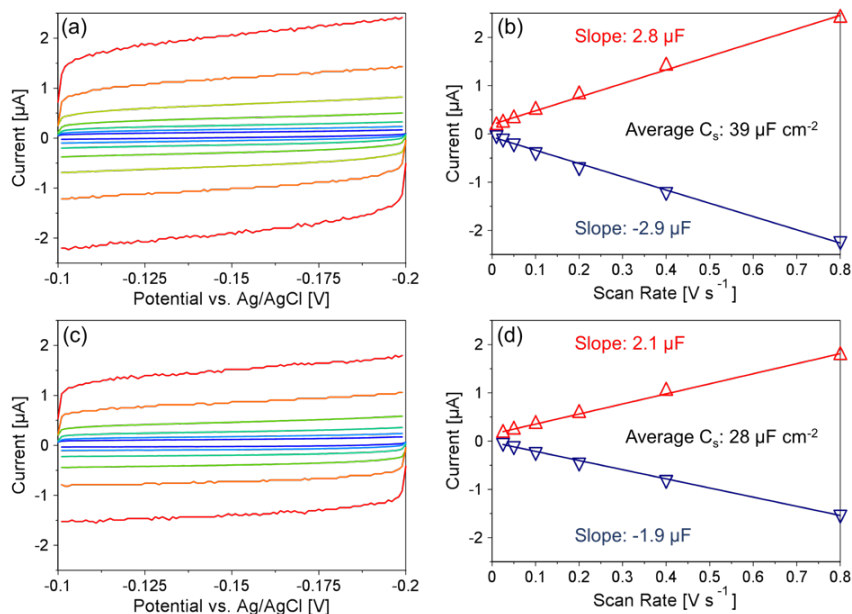 (a)
Current [µA]
2
1
0
-1
-2
-0.1 -0.125 -0.15 -0.175 -0.2
Potential vs. Ag/AgCl [V]
(b)
Slope: 2.8 µF
Average Cs: 39 µF cm-2
Slope: -2.9 µF
Current [µA]
2
1
0
-1
-2
0 0.1 0.2 0.3 0.4 0.5 0.6 0.7 0.8
Scan Rate [V s-1]
(c)
Current [µA]
2
1
0
-1
-2
-0.1 -0.125 -0.15 -0.175 -0.2
Potential vs. Ag/AgCl [V]
(d)
Slope: 2.1 µF
Average Cs: 28 µF cm-2
Slope: -1.9 µF
Current [µA]
2
1
0
-1
-2
0 0.1 0.2 0.3 0.4 0.5 0.6 0.7 0.8
Scan Rate [V s-1]